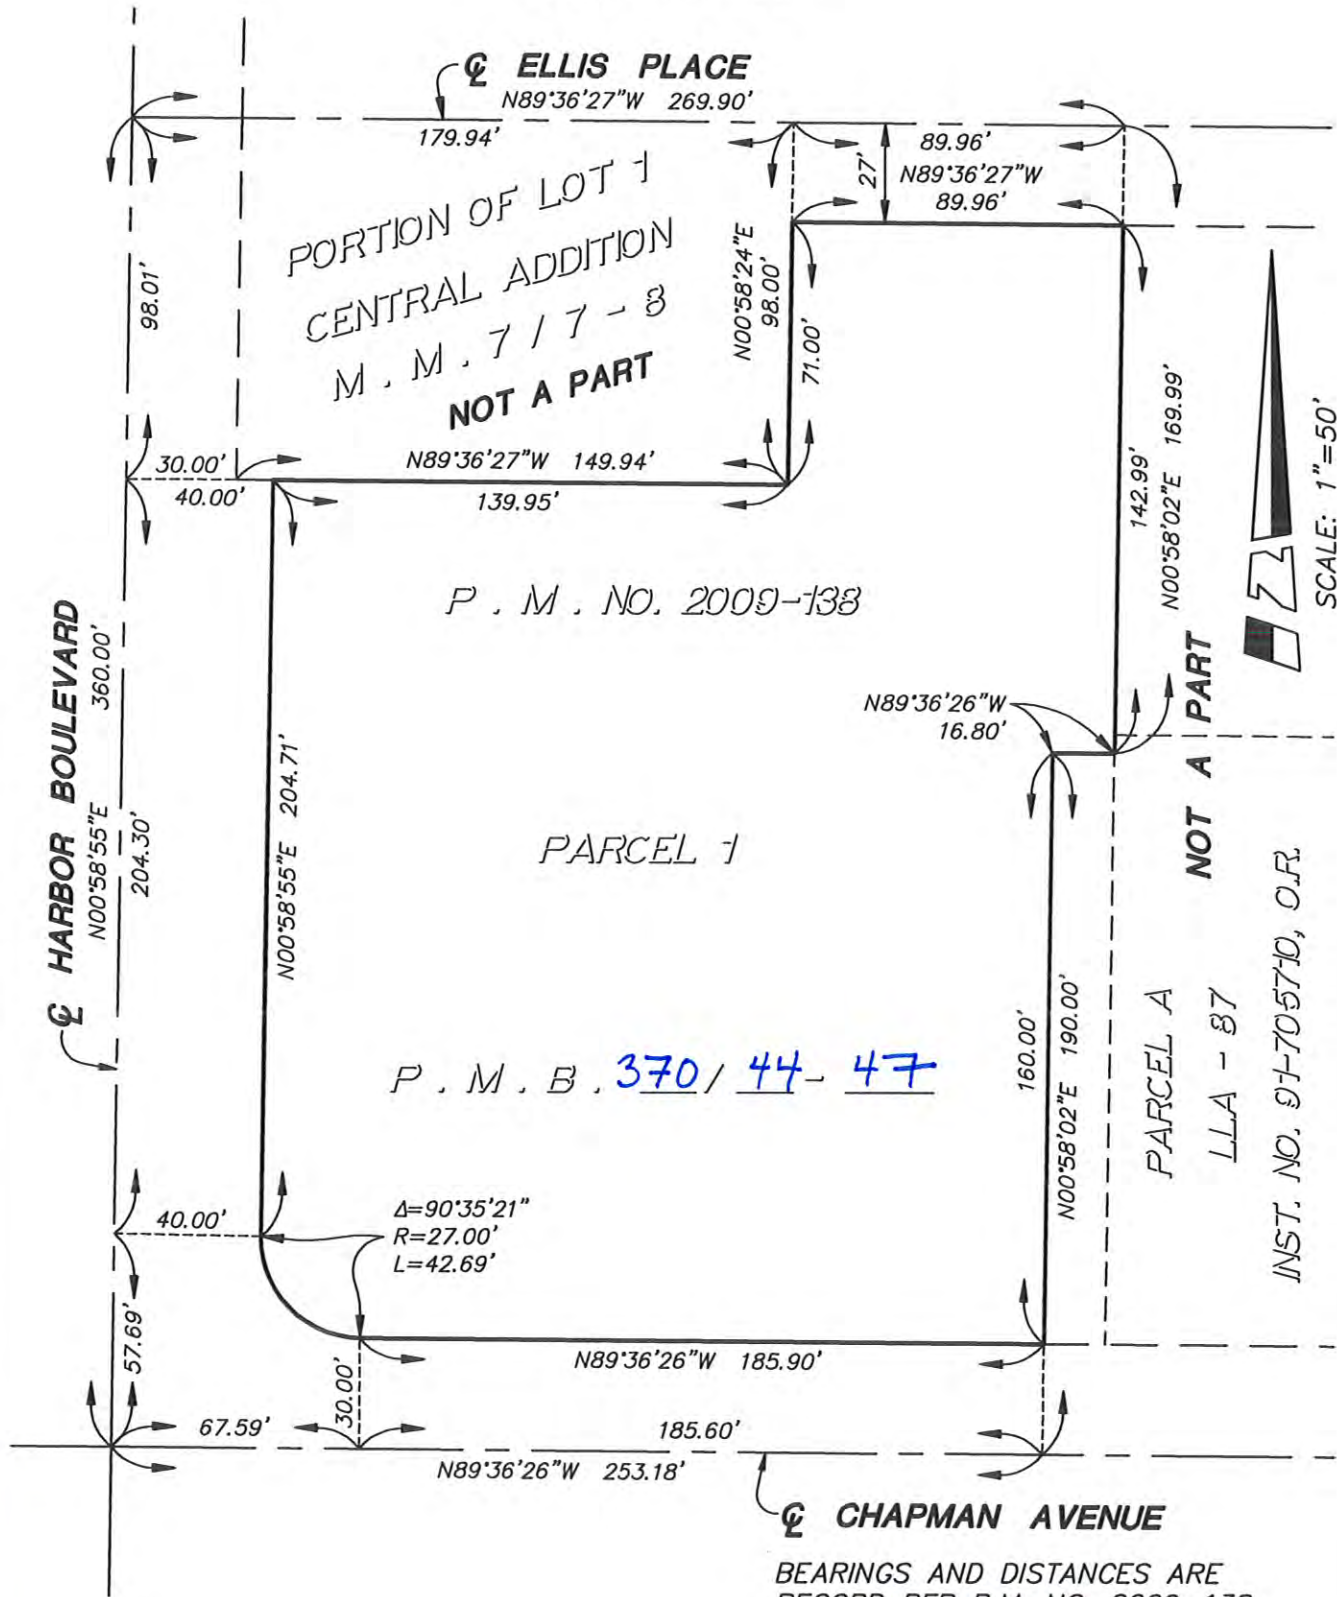 ℄ ELLIS PLACE
N89°36'27"W 269.90'
179.94'
89.96'
27'
N89°36'27"W
89.96'
PORTION OF LOT 1
CENTRAL ADDITION
M . M . 7 / 7 - 8
NOT A PART
98.01'
N00°58'24"E
98.00'
71.00'
30.00'
40.00'
N89°36'27"W 149.94'
139.95'
142.99'
N00°58'02"E 169.99'
SCALE: 1"=50'
P . M . NO. 2009-138
℄ HARBOR BOULEVARD
N00°58'55"E 360.00'
204.30'
N00°58'55"E 204.71'
N89°36'26"W
16.80'
NOT A PART
PARCEL 1
P . M . B . 370 / 44 - 47
160.00'
N00°58'02"E 190.00'
PARCEL A
LLA - 87
INST. NO. 91-705710, O.R.
40.00'
Δ=90°35'21"
R=27.00'
L=42.69'
57.69'
N89°36'26"W 185.90'
30.00'
67.59'
185.60'
N89°36'26"W 253.18'
℄ CHAPMAN AVENUE
BEARINGS AND DISTANCES ARE
RECORD PER P.M. NO. 2009-138